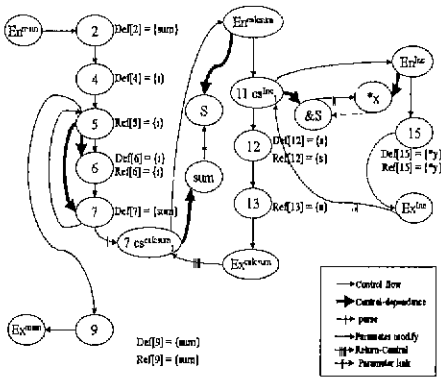 2
Def[2] = {sum}
4
Def[4] = {i}
5
Ref[5] = {i}
6
Def[6] = {i}
Ref[6] = {i}
7
Def[7] = {sum}
7 cs
9
Def[9] = {sum}
Ref[9] = {sum}
S
sum
11 cs
12
Def[12] = {s}
Ref[12] = {s}
13
Ref[13] = {s}
&S
*x
15
Def[15] = {*y}
Ref[15] = {*y}
Control flow
Control-dependence
Parameter modify
Return-Control
Parameter link